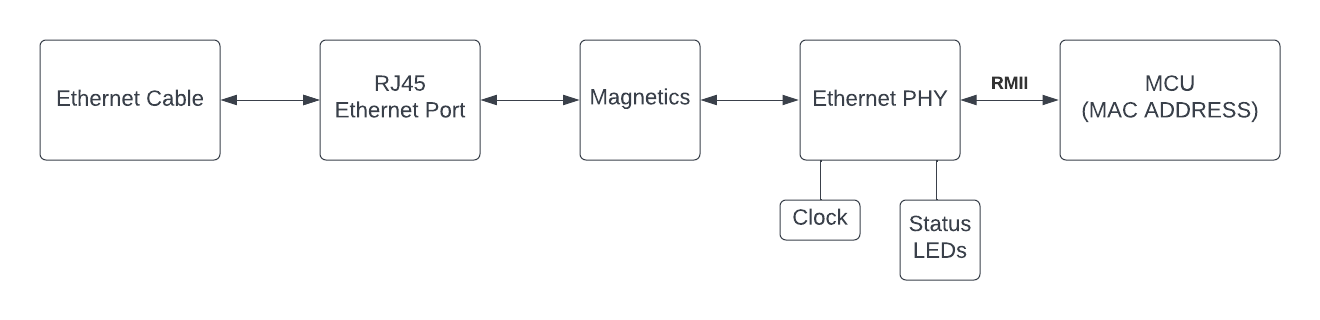 Ethernet Cable
RJ45
Ethernet Port
Magnetics
Ethernet PHY
RMII
MCU
(MAC ADDRESS)
Clock
Status
LEDs